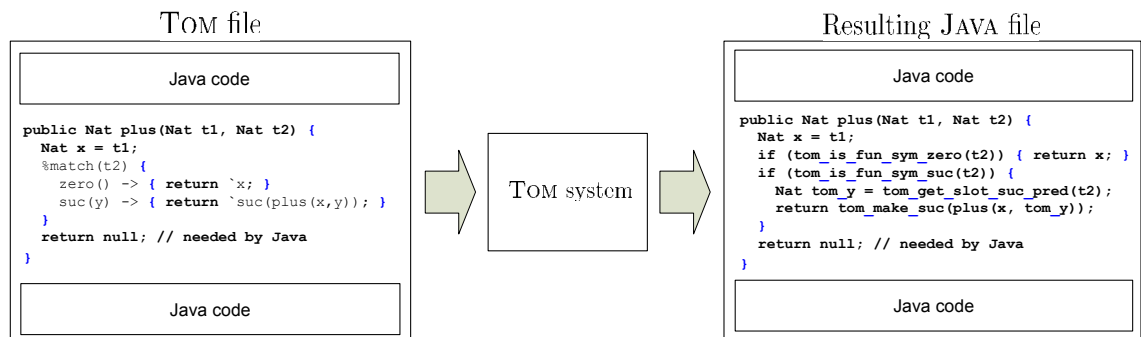 TOM file
Java code
public Nat plus(Nat t1, Nat t2) {
Nat x = t1;
%match(t2) {
zero() -> { return `x; }
suc(y) -> { return `suc(plus(x,y)); }
}
return null; // needed by Java
}
Java code
TOM system
Resulting JAVA file
Java code
public Nat plus(Nat t1, Nat t2) {
Nat x = t1;
if (tom_is_fun_sym_zero(t2)) { return x; }
if (tom_is_fun_sym_suc(t2)) {
Nat tom_y = tom_get_slot_suc_pred(t2);
return tom_make_suc(plus(x, tom_y));
}
return null; // needed by Java
}
Java code